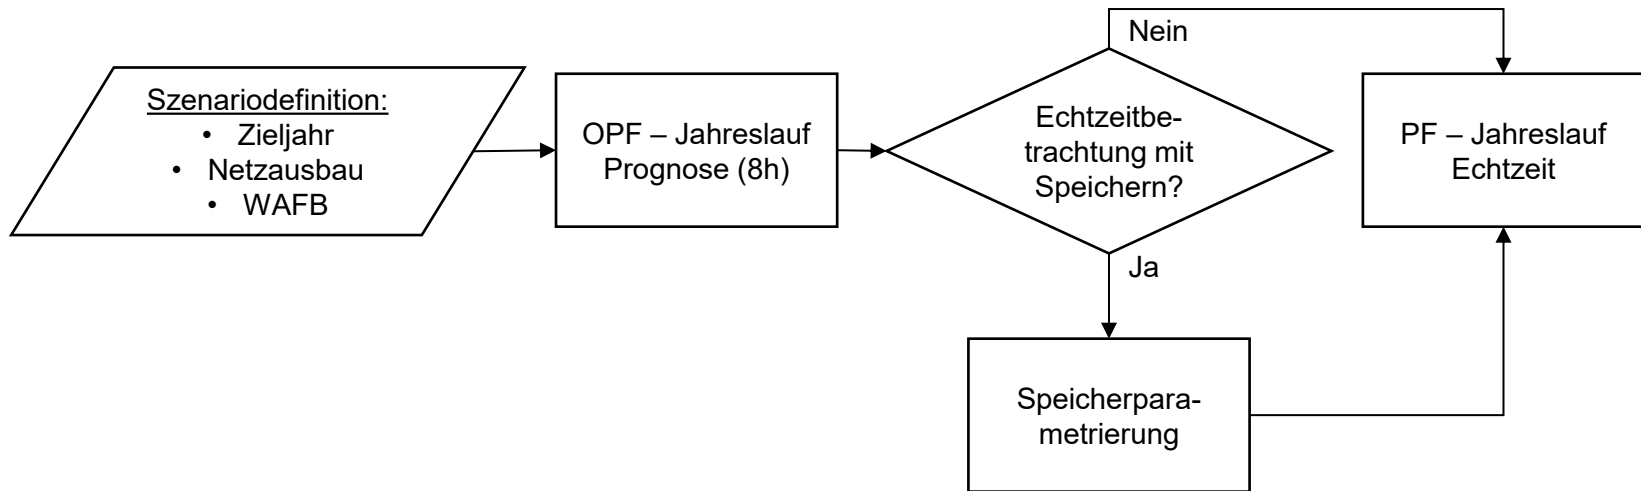 Szenariodefinition:
• Zieljahr
• Netzausbau
• WAFB
OPF – Jahreslauf
Prognose (8h)
Nein
Echtzeitbe-
trachtung mit
Speichern?
Ja
Speicherpara-
metrierung
PF – Jahreslauf
Echtzeit